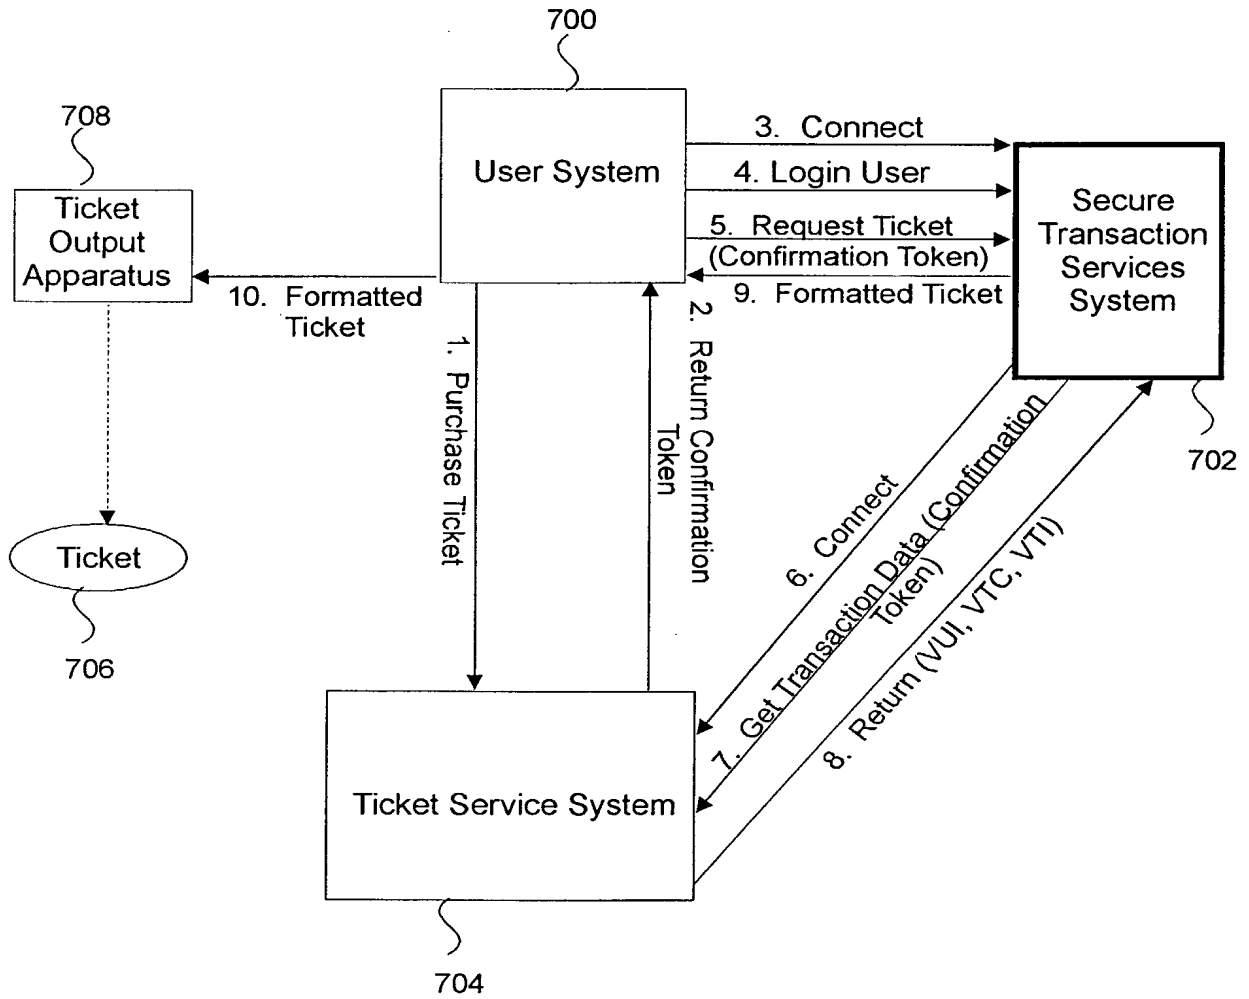 700
708
User System
3. Connect
4. Login User
5. Request Ticket
(Confirmation Token)
9. Formatted Ticket
Secure
Transaction
Services
System
702
Ticket
Output
Apparatus
10. Formatted
Ticket
1. Purchase Ticket
2. Return Confirmation
Token
6. Connect
7. Get Transaction Data (Confirmation
Token)
8. Return (VUI, VTC, VTI)
Ticket
706
Ticket Service System
704